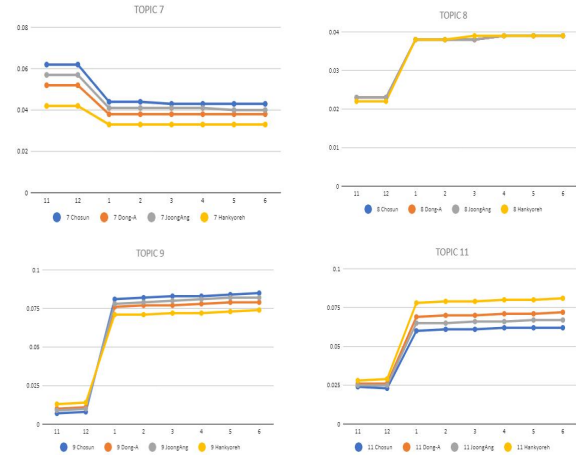 TOPIC 7
0.08
0.06
0.04
0.02
0
11 12 1 2 3 4 5 6
7 Chosun 7 Dong-A 7 JoongAng 7 Hankyoreh
TOPIC 8
0.04
0.03
0.02
0.01
0
11 12 1 2 3 4 5 6
8 Chosun 8 Dong-A 8 JoongAng 8 Hankyoreh
TOPIC 9
0.1
0.075
0.05
0.025
0
11 12 1 2 3 4 5 6
9 Chosun 9 Dong-A 9 JoongAng 9 Hankyoreh
TOPIC 11
0.1
0.075
0.05
0.025
0
11 12 1 2 3 4 5 6
11 Chosun 11 Dong-A 11 JoongAng 11 Hankyoreh